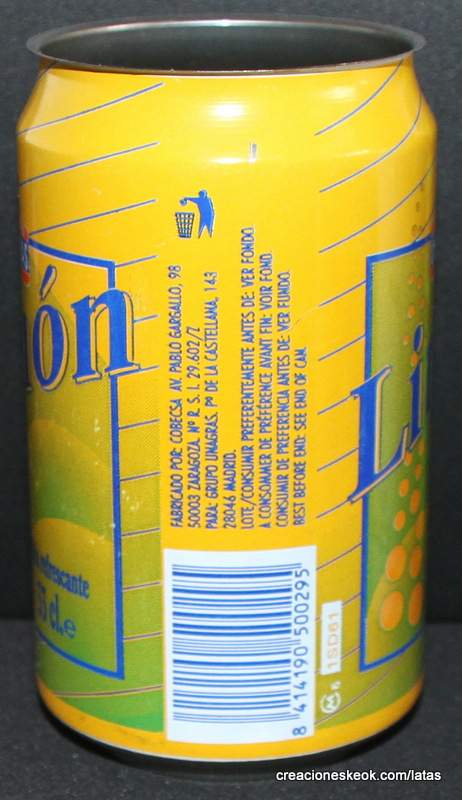 ón
refrescante
cl.e
Li
FABRICADO POR: COBECSA AV. PABLO GARGALLO, 98
50003 ZARAGOZA. Nº R. S. I. 29.602/Z
PARA: GRUPO UNAGRAS. Pº DE LA CASTELLANA, 143
28046 MADRID.
LOTE/CONSUMIR PREFERENTEMENTE ANTES DE: VER FONDO.
A CONSOMMER DE PRÉFÉRENCE AVANT FIN: VOIR FOND.
CONSUMIR DE PREFERENCIA ANTES DE: VER FUNDO.
BEST BEFORE END: SEE END OF CAN.
8 414190 500295
M 6 1SD61
creacioneskeok.com/latas